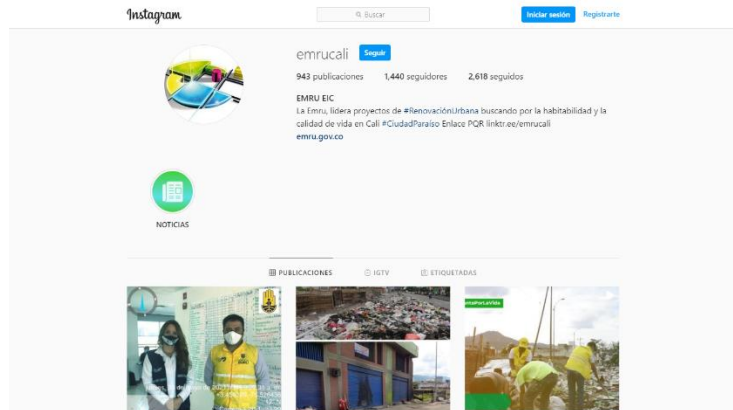 Instagram
Buscar
Iniciar sesión
Registrarte
emrucali
Seguir
943 publicaciones 1,440 seguidores 2,618 seguidos
EMRU EIC
La Emru, lidera proyectos de #RenovaciónUrbana buscando por la habitabilidad y la
calidad de vida en Cali #CiudadParaíso Enlace PQR linktr.ee/emrucali
emru.gov.co
NOTICIAS
PUBLICACIONES
IGTV
ETIQUETADAS